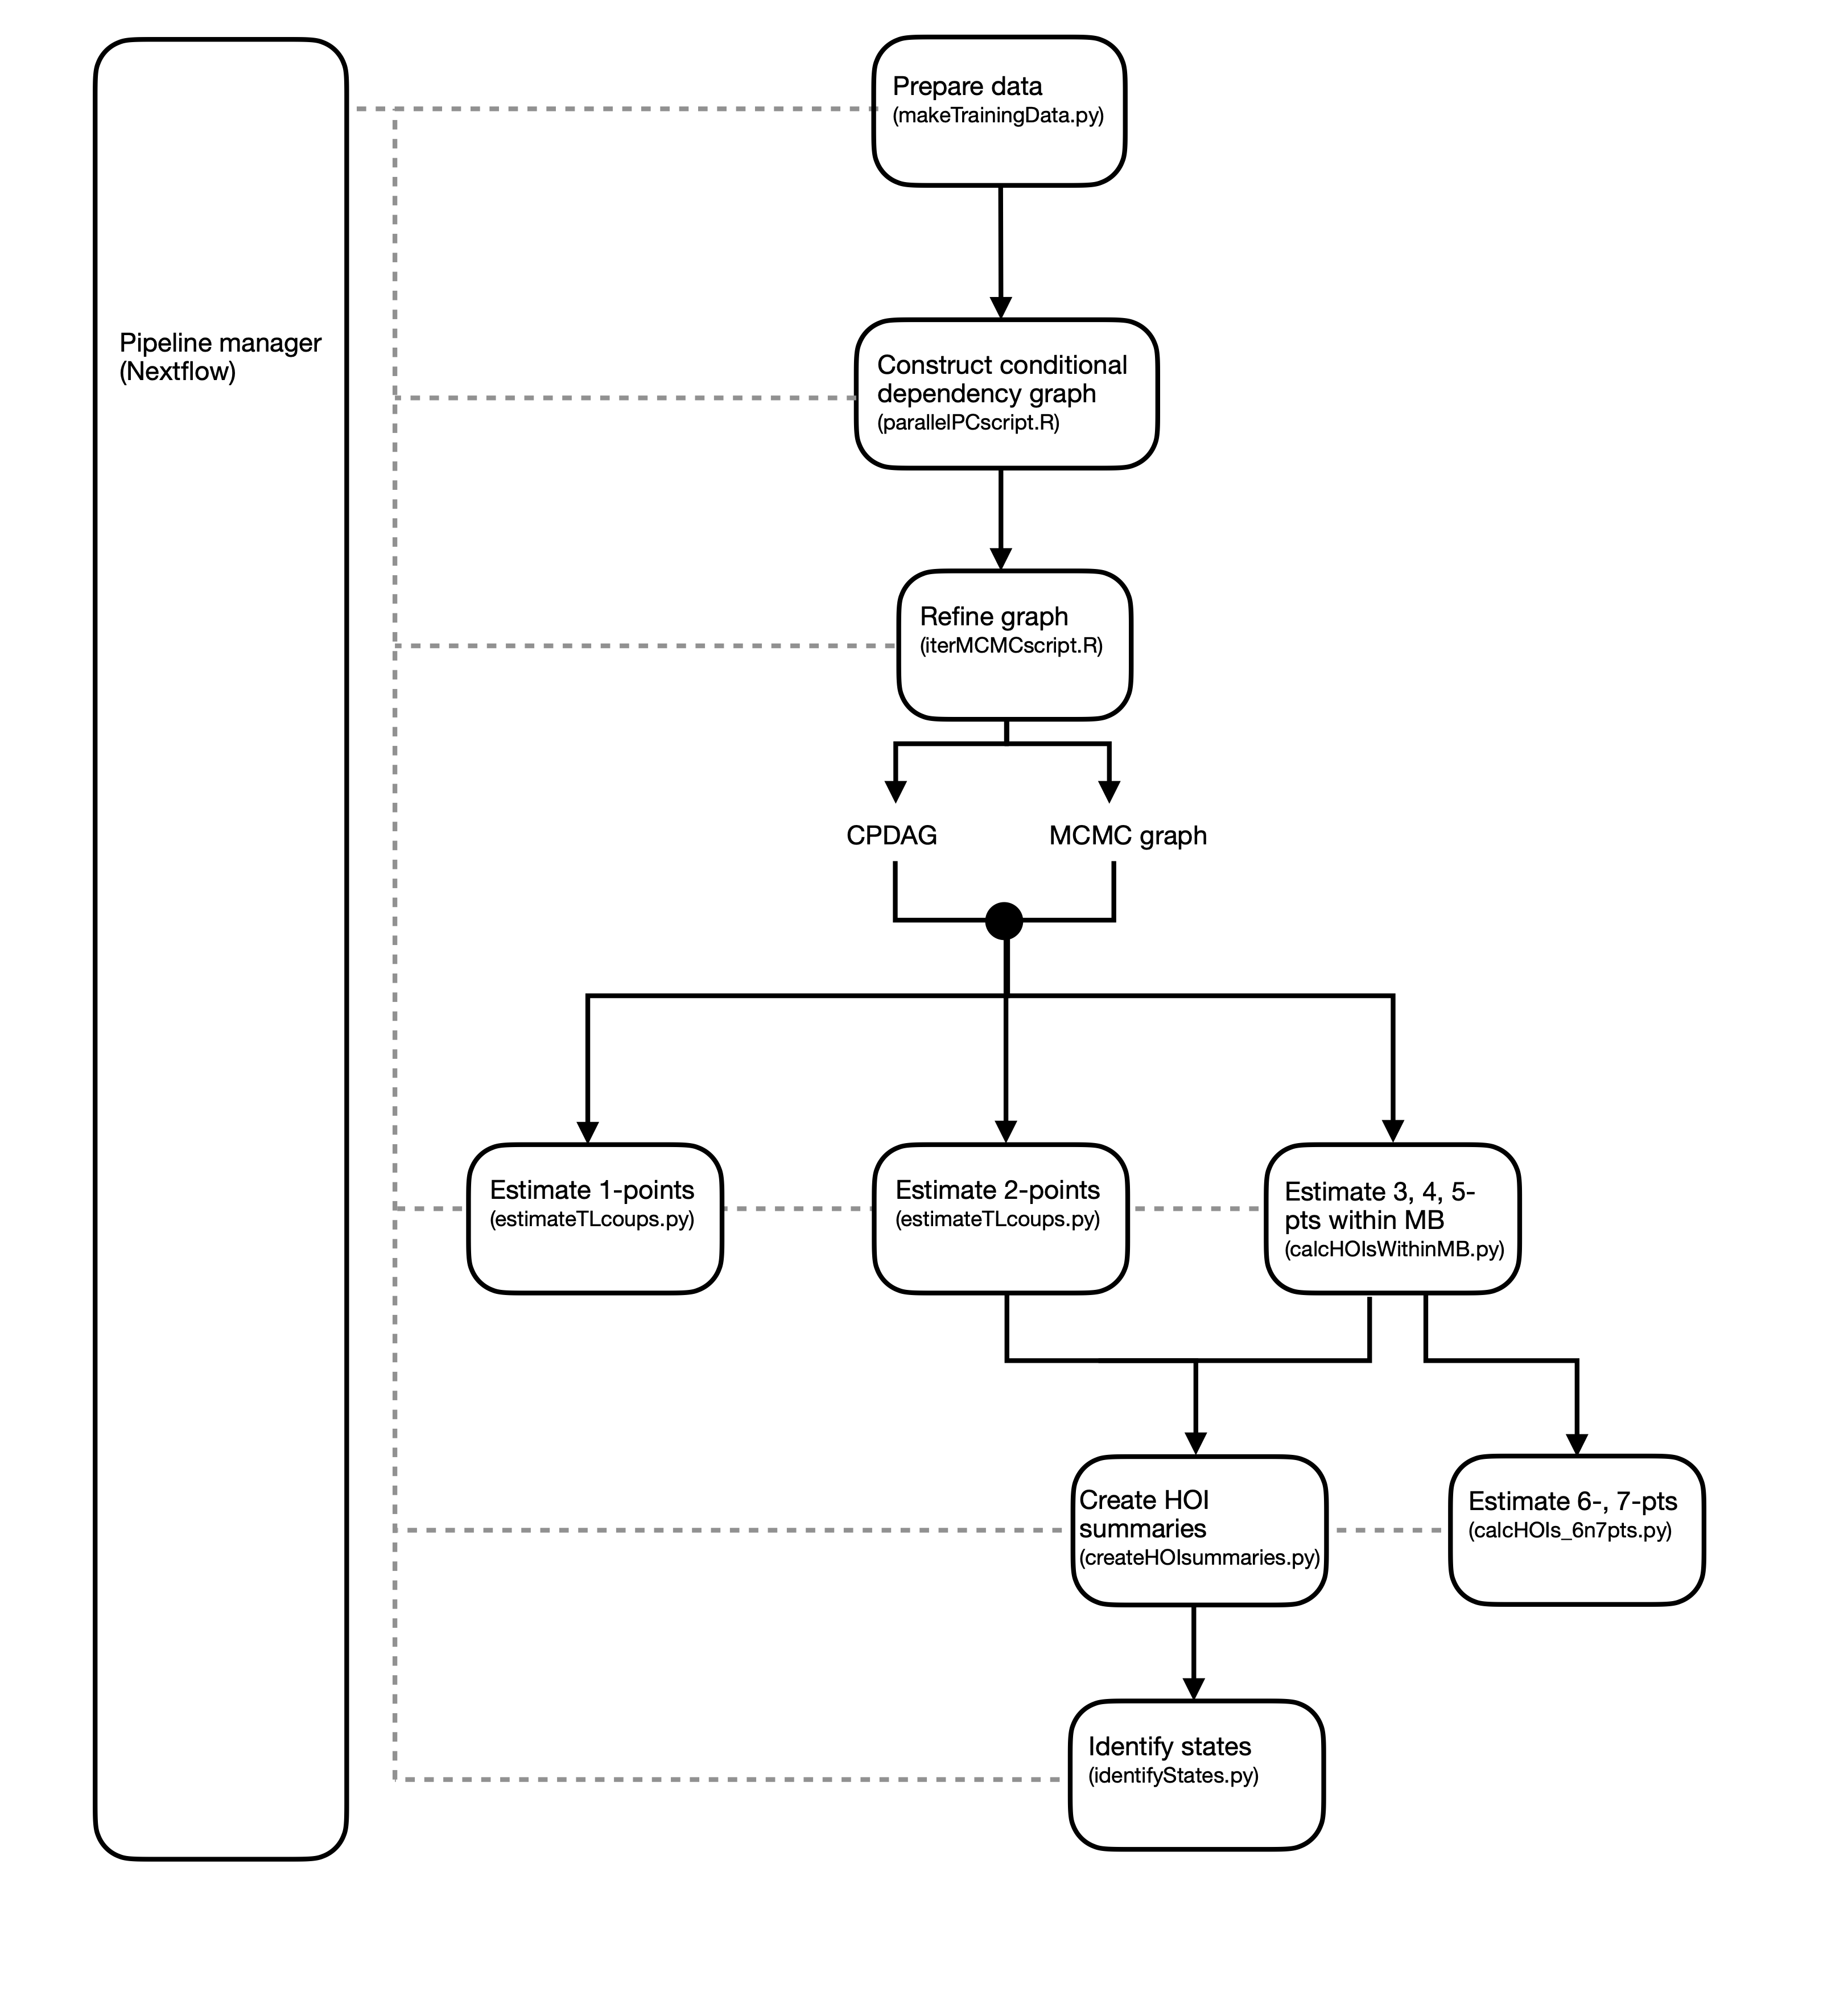 Prepare data
(makeTrainingData.py)
Pipeline manager
(Nextflow)
Construct conditional
dependency graph
(parallelPCscript.R)
Refine graph
(iterMCMCscript.R)
CPDAG
MCMC graph
Estimate 1-points
(estimateTLcoups.py)
Estimate 2-points
(estimateTLcoups.py)
Estimate 3, 4, 5-
pts within MB
(calcHOIsWithinMB.py)
Create HOI
summaries
(createHOIsummaries.py)
Estimate 6-, 7-pts
(calcHOIs_6n7pts.py)
Identify states
(identifyStates.py)